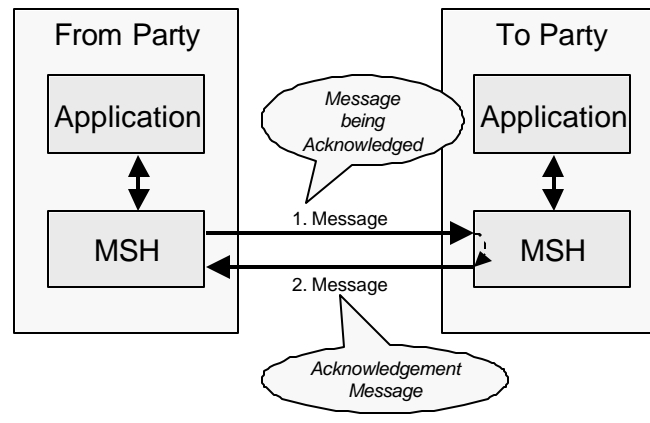 From Party
To Party
Application
Message
being
Acknowledged
Application
1. Message
MSH
MSH
2. Message
Acknowledgement
Message